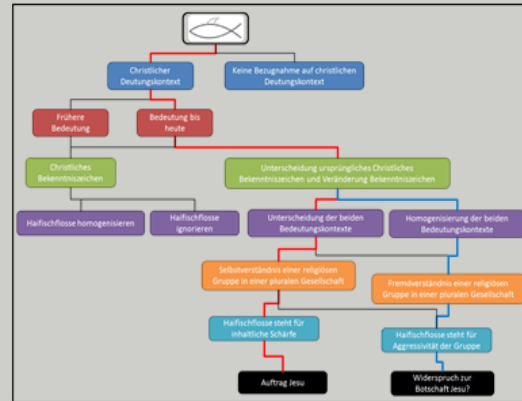 Christlicher
Deutungskontext
Keine Bezugnahme auf christlichen
Deutungskontext
Frühere
Bedeutung
Bedeutung bis
heute
Christliches
Bekenntniszeichen
Unterscheidung ursprüngliches Christliches
Bekenntniszeichen und Veränderung Bekenntniszeichen
Haifischflosse homogenisieren
Haifischflosse
ignorieren
Unterscheidung der beiden
Bedeutungskontexte
Homogenisierung der beiden
Bedeutungskontexte
Selbstverständnis einer religiösen
Gruppe in einer pluralen Gesellschaft
Fremdverständnis einer religiösen
Gruppe in einer pluralen Gesellschaft
Haifischflosse steht für
inhaltliche Schärfe
Haifischflosse steht für
Aggressivität der Gruppe
Auftrag Jesu
Widerspruch zur
Botschaft Jesu?